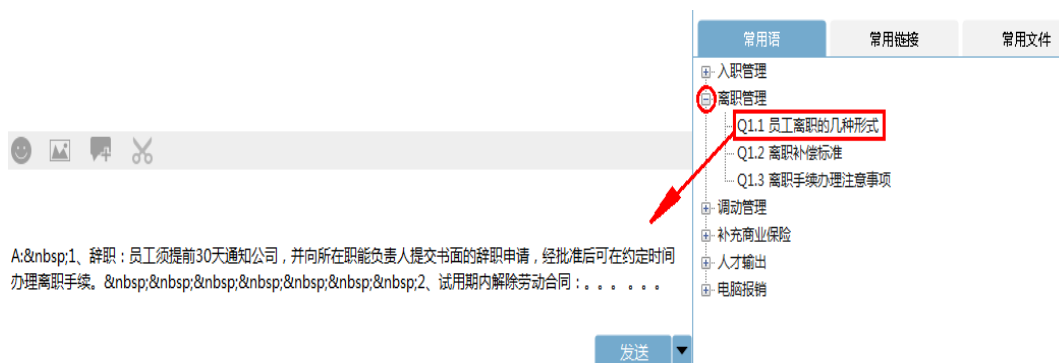 常用语
常用链接
常用文件
入职管理
离职管理
Q1.1 员工离职的几种形式
Q1.2 离职补偿标准
Q1.3 离职手续办理注意事项
调动管理
补充商业保险
人才输出
电脑报销
A:&nbsp;1、辞职：员工须提前30天通知公司，并向所在职能负责人提交书面的辞职申请，经批准后可在约定时间
办理离职手续。&nbsp;&nbsp;&nbsp;&nbsp;&nbsp;&nbsp;&nbsp;2、试用期内解除劳动合同：。。。。。。
发送